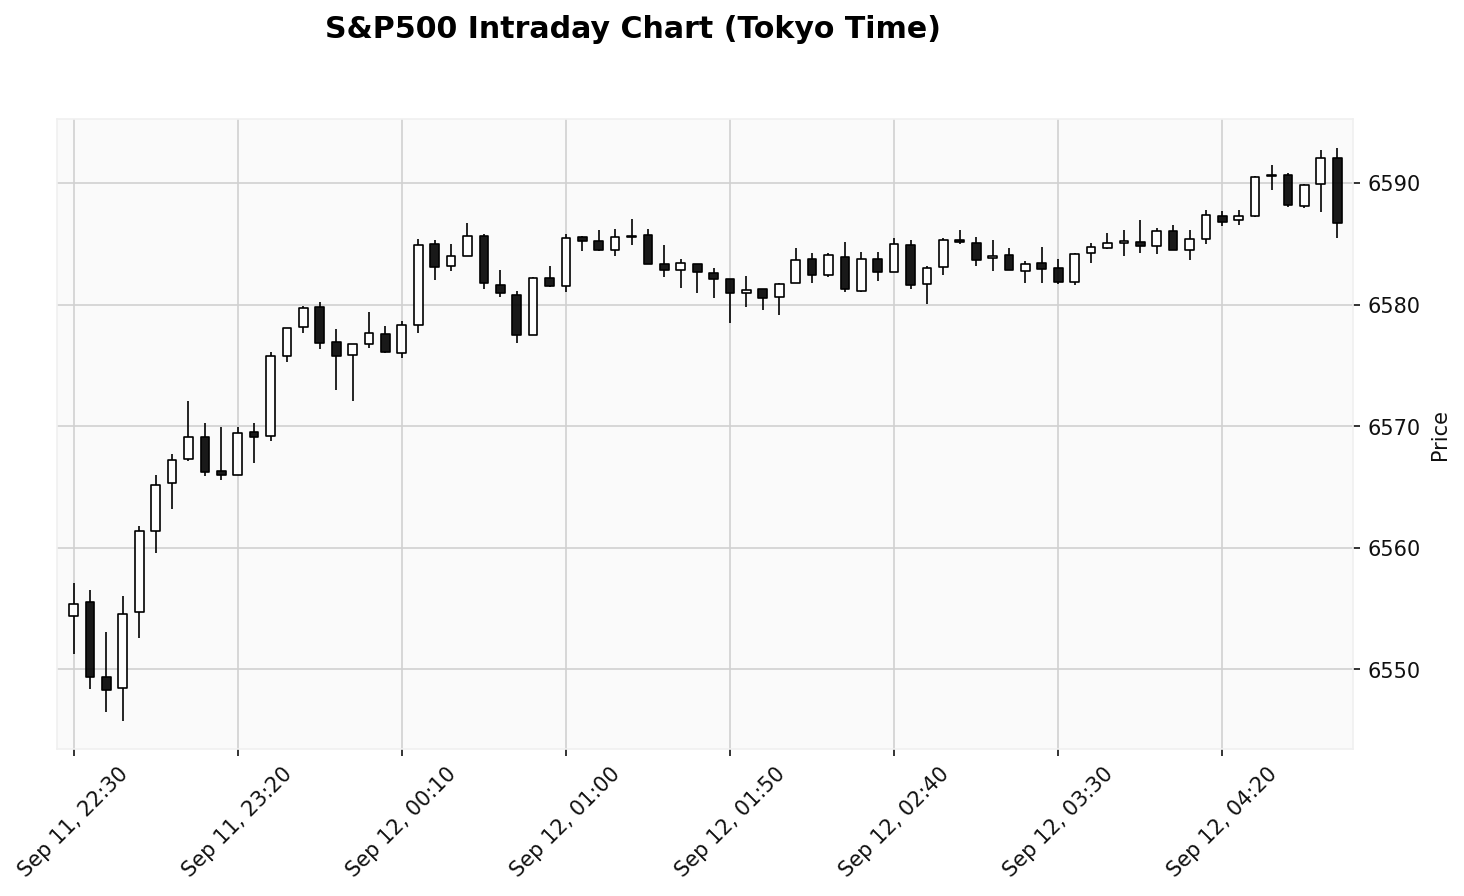 S&P500 Intraday Chart (Tokyo Time)
6590
6580
6570
6560
6550
Price
Sep 11, 22:30
Sep 11, 23:20
Sep 12, 00:10
Sep 12, 01:00
Sep 12, 01:50
Sep 12, 02:40
Sep 12, 03:30
Sep 12, 04:20